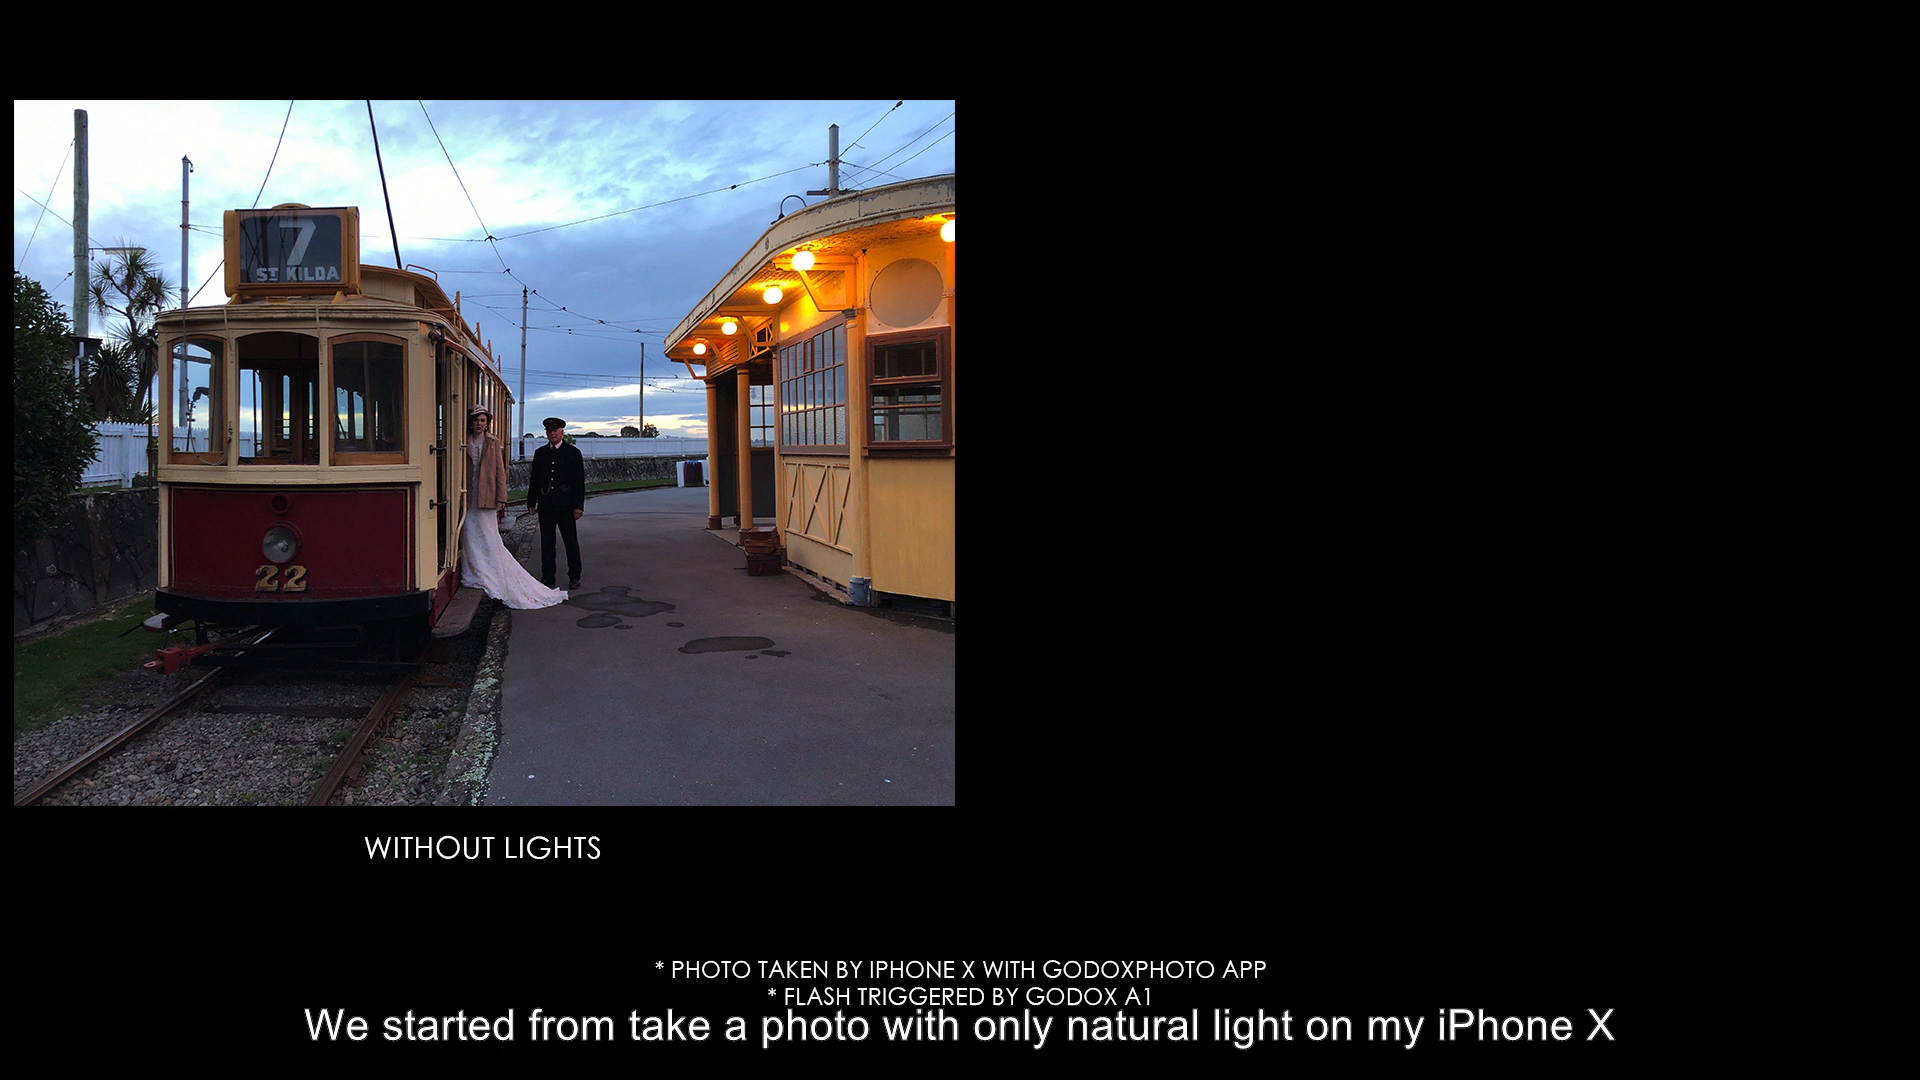 7
ST KILDA
22
WITHOUT LIGHTS
* PHOTO TAKEN BY IPHONE X WITH GODOXPHOTO APP
* FLASH TRIGGERED BY GODOX A1
We started from take a photo with only natural light on my iPhone X